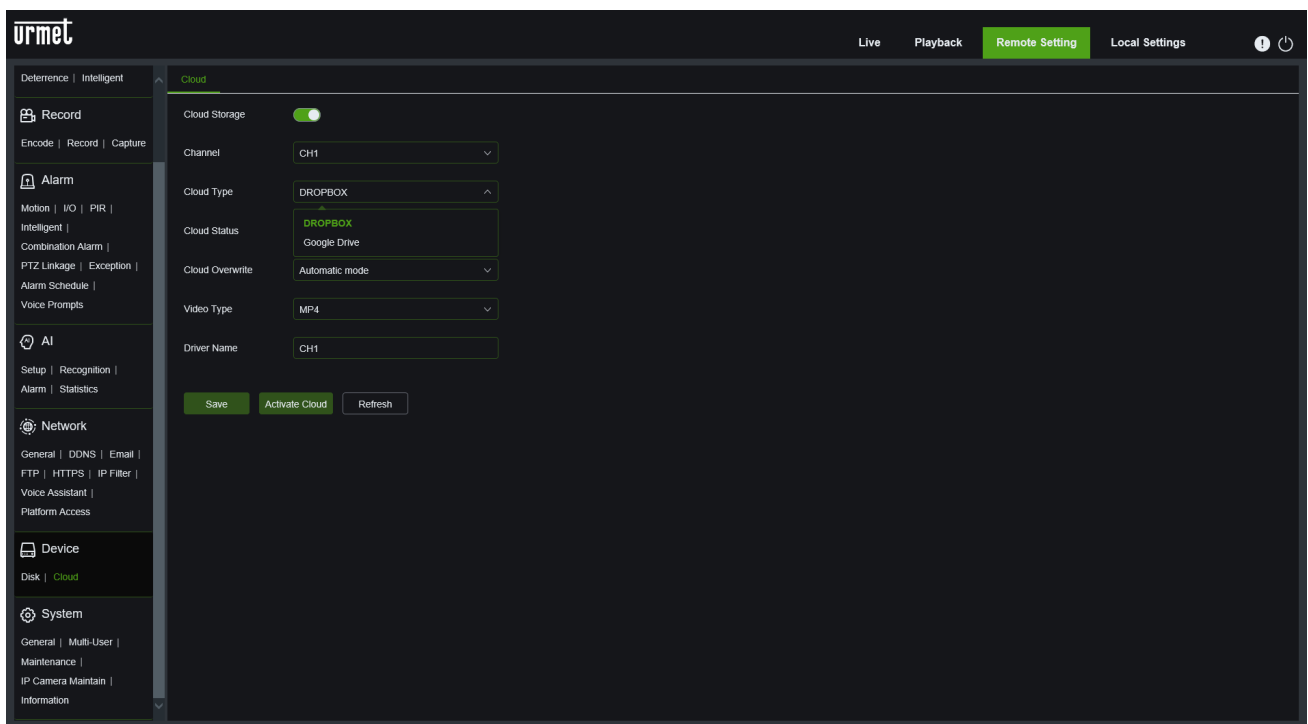 urmet
Live Playback Remote Setting Local Settings
Deterrence | Intelligent
Record
Encode | Record | Capture
Alarm
Motion | I/O | PIR |
Intelligent |
Combination Alarm |
PTZ Linkage | Exception |
Alarm Schedule |
Voice Prompts
AI
Setup | Recognition |
Alarm | Statistics
Network
General | DDNS | Email |
FTP | HTTPS | IP Filter |
Voice Assistant |
Platform Access
Device
Disk | Cloud
System
General | Multi-User |
Maintenance |
IP Camera Maintain |
Information
Cloud
Cloud Storage
Channel CH1
Cloud Type DROPBOX
DROPBOX
Cloud Status
Google Drive
Cloud Overwrite Automatic mode
Video Type MP4
Driver Name CH1
Save Activate Cloud Refresh